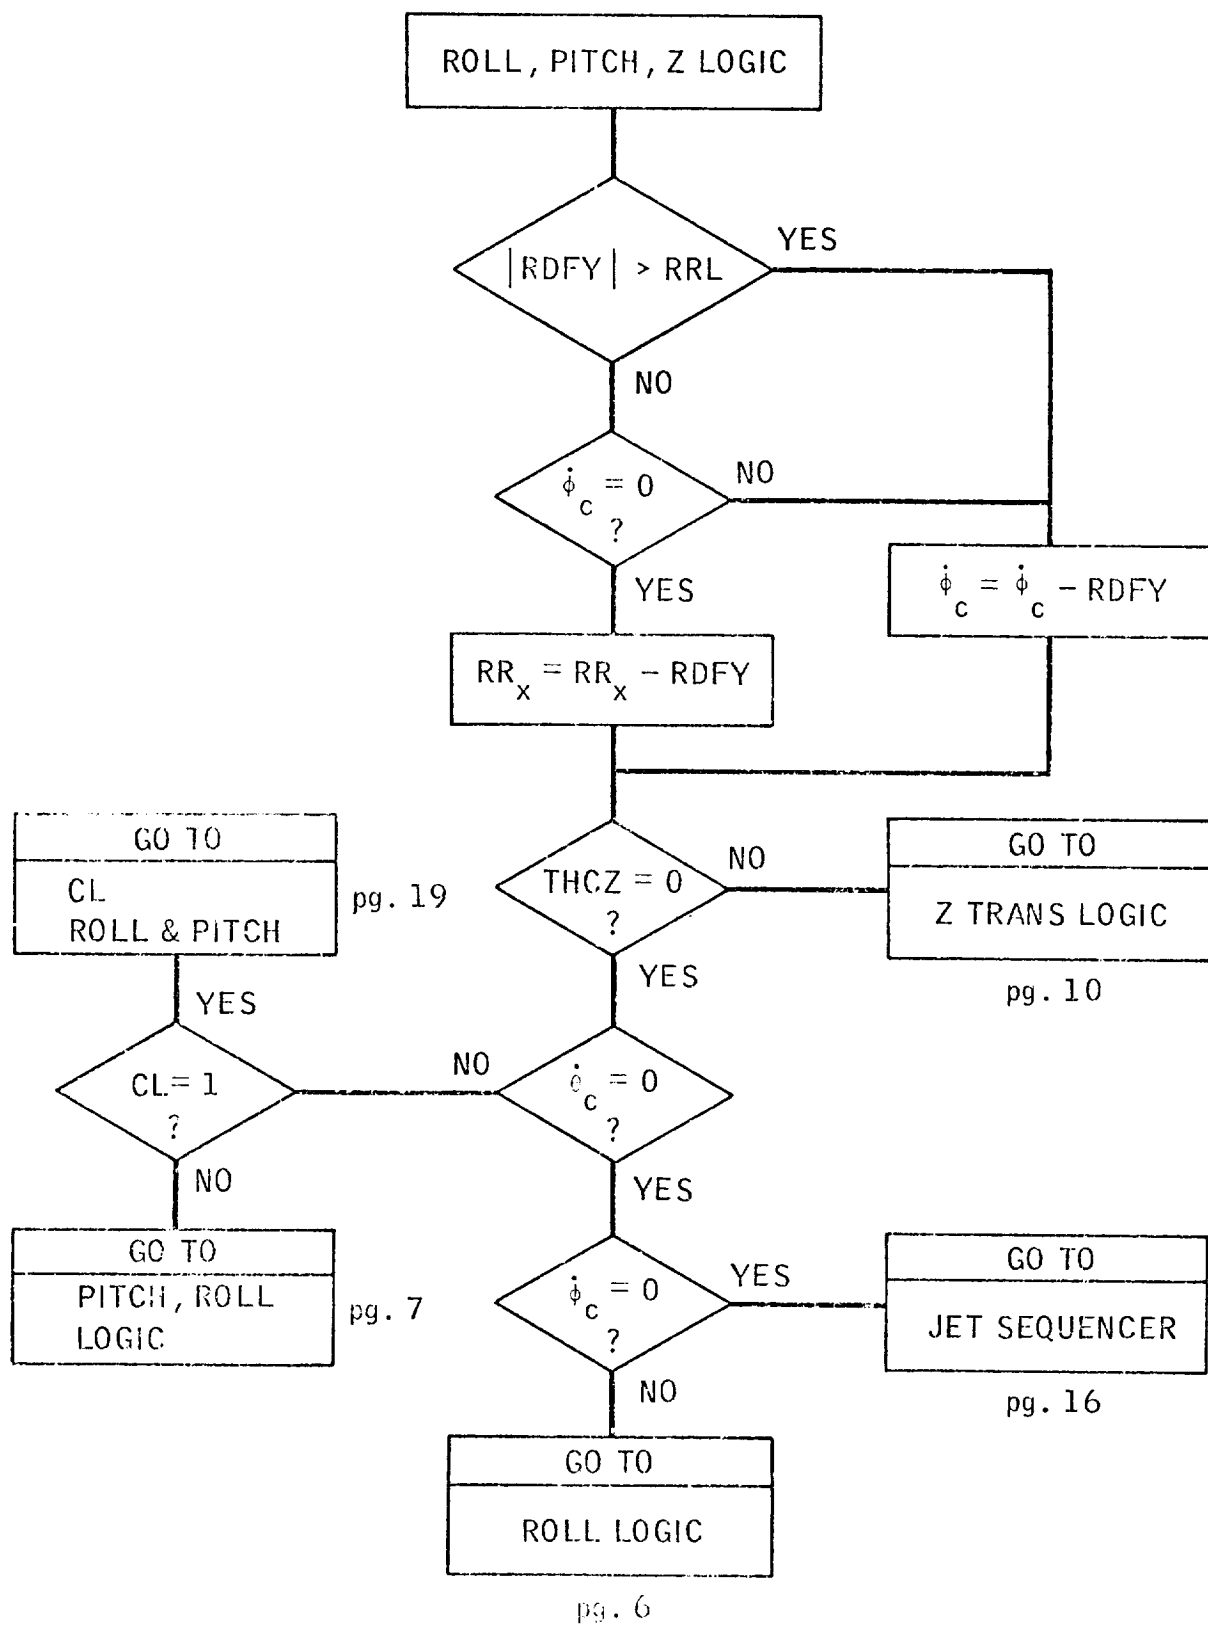 ROLL, PITCH, Z LOGIC
|RDFY| > RRL
YES
NO
φ̇c = 0
?
NO
YES
φ̇c = φ̇c − RDFY
RRx = RRx − RDFY
THCZ = 0
?
NO
YES
GO TO
Z TRANS LOGIC
pg. 10
GO TO
CL
ROLL & PITCH
pg. 19
YES
CL = 1
?
NO
GO TO
PITCH, ROLL
LOGIC
pg. 7
NO
θ̇c = 0
?
YES
φ̇c = 0
?
YES
NO
GO TO
JET SEQUENCER
pg. 16
GO TO
ROLL LOGIC
pg. 6